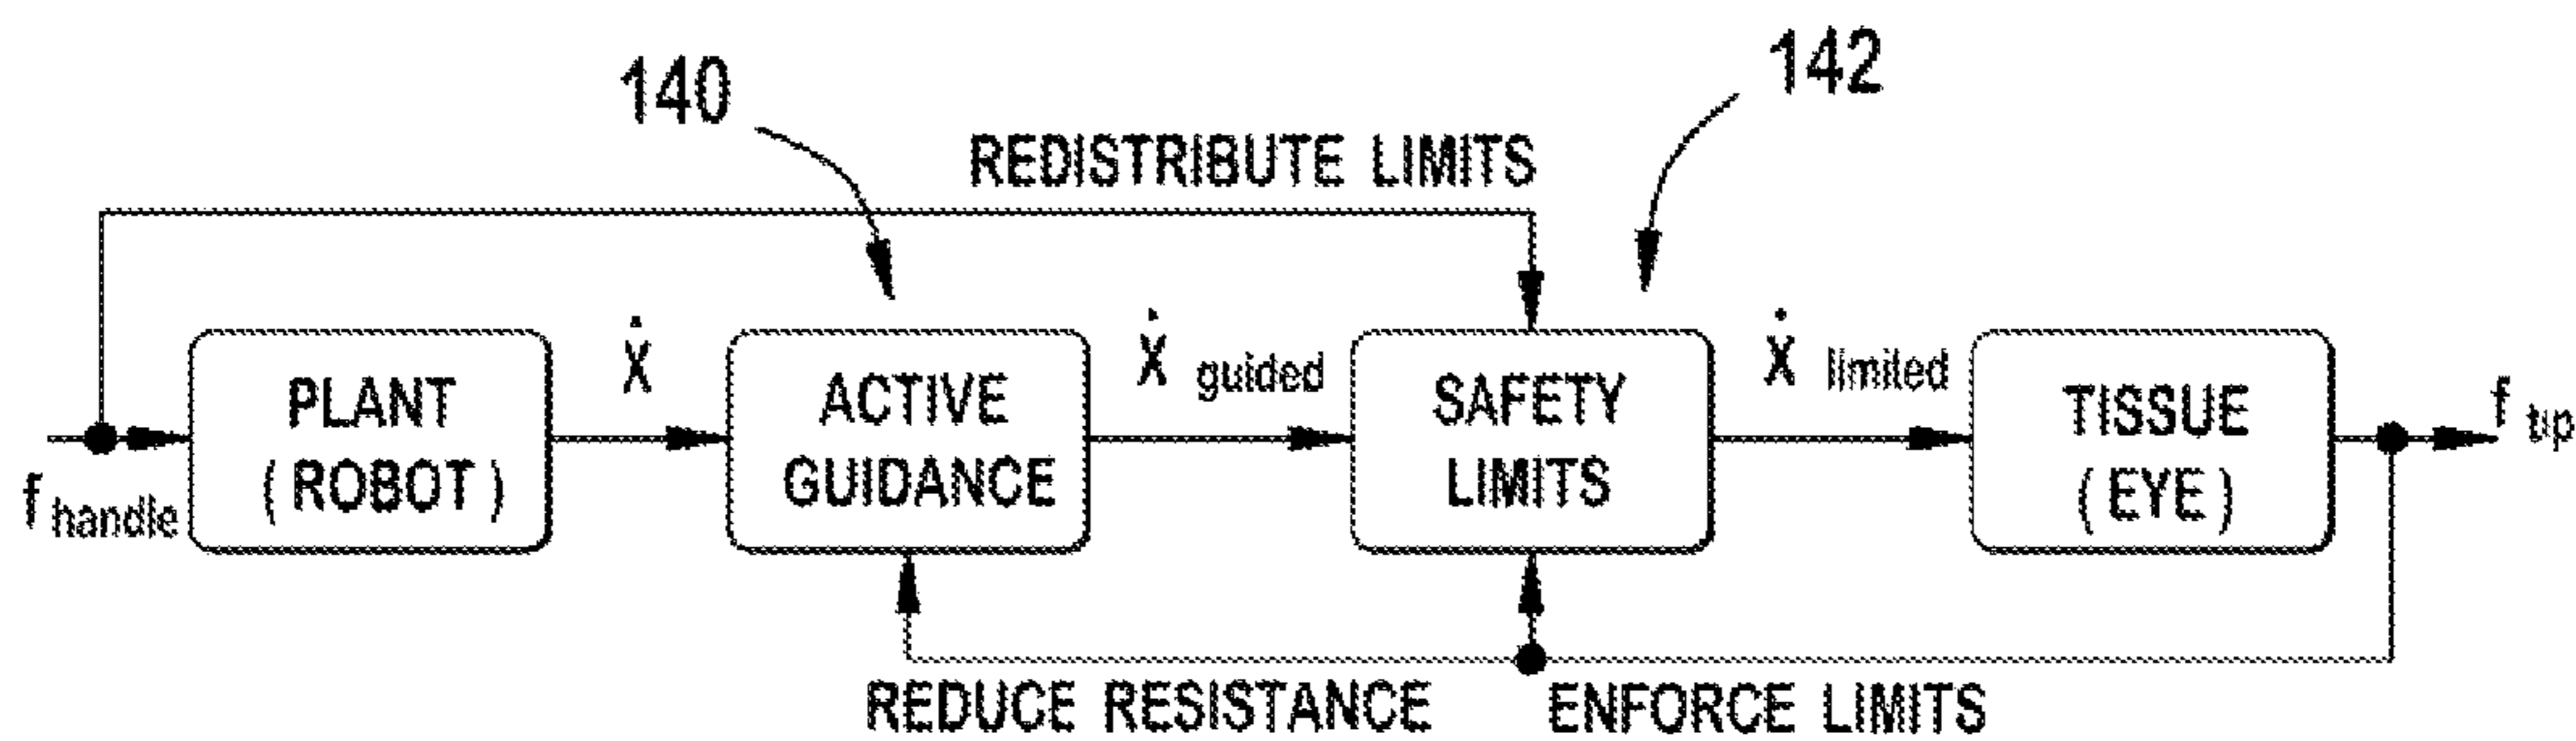 140
142
REDISTRIBUTE LIMITS
f handle
PLANT
( ROBOT )
Ẋ
ACTIVE
GUIDANCE
Ẋ guided
SAFETY
LIMITS
Ẋ limited
TISSUE
( EYE )
f tip
REDUCE RESISTANCE
ENFORCE LIMITS